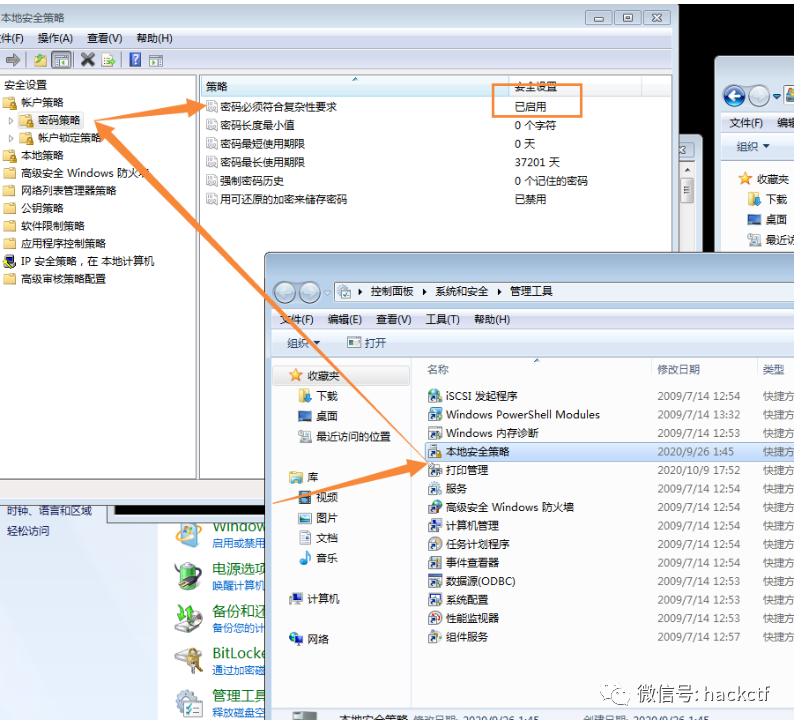 本地安全策略
件(F) 操作(A) 查看(V) 帮助(H)
安全设置
帐户策略
密码策略
帐户锁定策略
本地策略
高级安全 Windows 防火
网络列表管理器策略
公钥策略
软件限制策略
应用程序控制策略
IP 安全策略，在 本地计算机
高级审核策略配置
策略 安全设置
密码必须符合复杂性要求 已启用
密码长度最小值 0 个字符
密码最短使用期限 0 天
密码最长使用期限 37201 天
强制密码历史 0 个记住的密码
用可还原的加密来储存密码 已禁用
文件(F) 编辑
组织
收藏夹
下载
桌面
最近访
控制面板 系统和安全 管理工具
文件(F) 编辑(E) 查看(V) 工具(T) 帮助(H)
组织 打开
收藏夹
下载
桌面
最近访问的位置
库
视频
图片
文档
音乐
计算机
网络
名称 修改日期 类型
iSCSI 发起程序 2009/7/14 12:54 快捷方
Windows PowerShell Modules 2009/7/14 13:32 快捷方
Windows 内存诊断 2009/7/14 12:53 快捷方
本地安全策略 2020/9/26 1:45 快捷方
打印管理 2020/10/9 17:52 快捷方
服务 2009/7/14 12:54 快捷方
高级安全 Windows 防火墙 2009/7/14 12:54 快捷方
计算机管理 2009/7/14 12:54 快捷方
任务计划程序 2009/7/14 12:54 快捷方
事件查看器 2009/7/14 12:54 快捷方
数据源(ODBC) 2009/7/14 12:53 快捷方
系统配置 2009/7/14 12:53 快捷方
性能监视器 2009/7/14 12:53 快捷方
组件服务 2009/7/14 12:57 快捷方
时钟、语言和区域
轻松访问
Window
启用或禁用
电源选项
唤醒计算机
备份和还
备份您的计
BitLocke
通过加密磁
管理工具
释放磁盘空
本地安全策略 修改日期: 2020/9/26 1:45 创建日期: 2020/9/26 1:45
微信号: hackctf